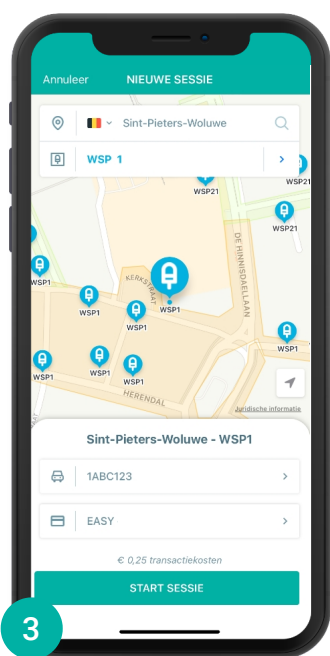 Annuleer NIEUWE SESSIE
Sint-Pieters-Woluwe
WSP 1
WSP21
WSP21
WSP21
DE HINNISDAELLAAN
WSP1
KERKSTRAAT
WSP1
WSP1
WSP1
WSP1
WSP1
WSP1
WSP1
HERENDAL
Juridische informatie
Sint-Pieters-Woluwe - WSP1
1ABC123
EASY
€ 0,25 transactiekosten
START SESSIE
3